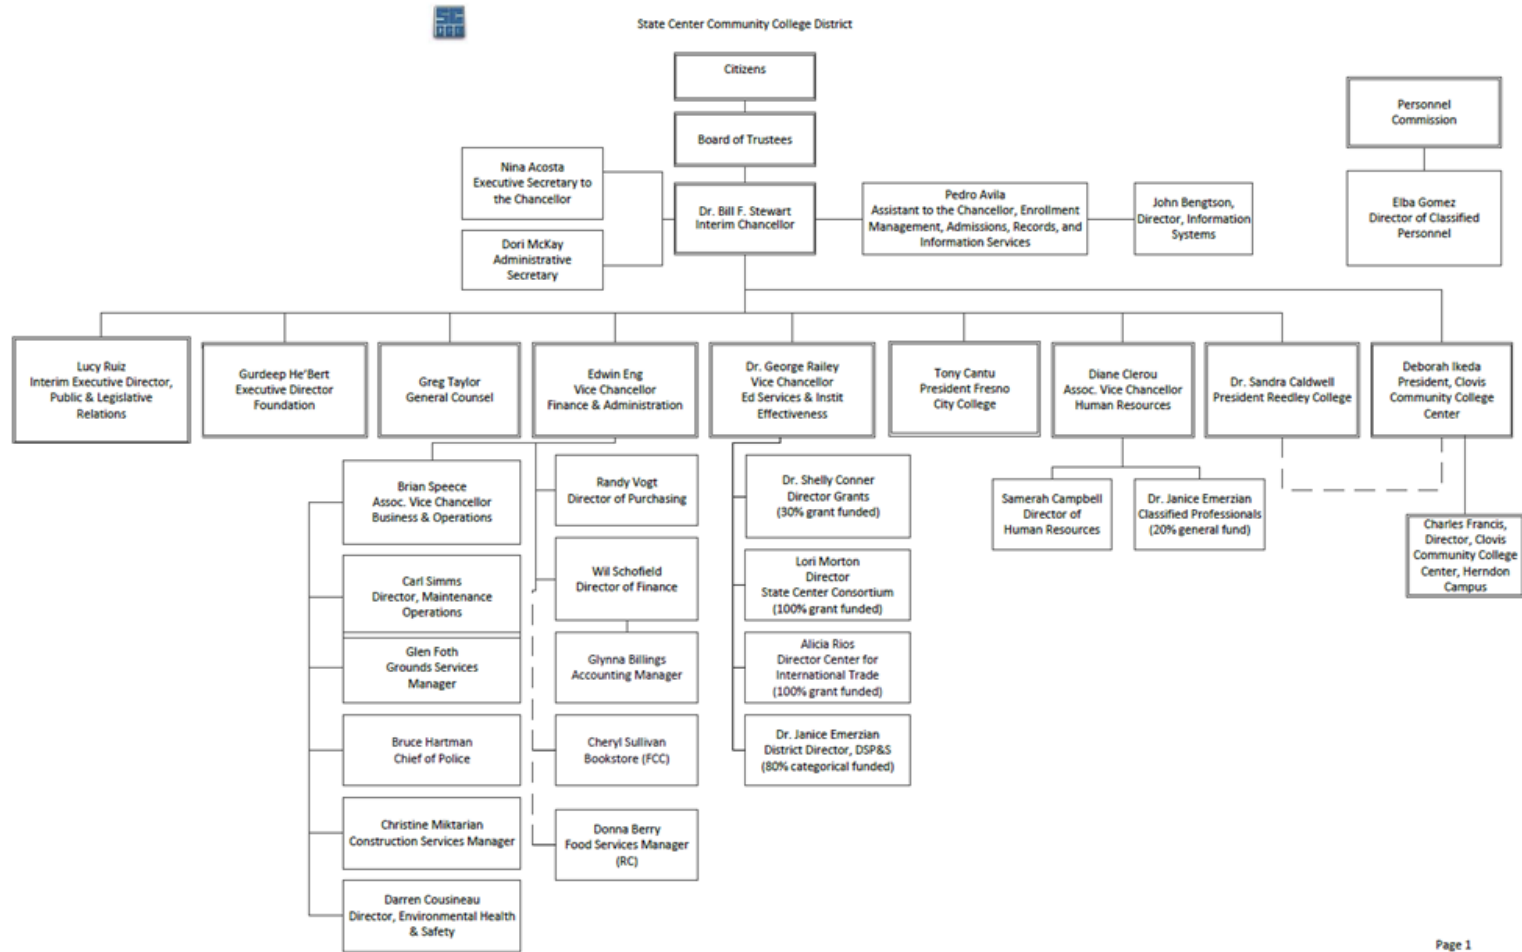 State Center Community College District
Citizens
Board of Trustees
Personnel
Commission
Nina Acosta
Executive Secretary to
the Chancellor
Dr. Bill F. Stewart
Interim Chancellor
Pedro Avila
Assistant to the Chancellor, Enrollment
Management, Admissions, Records, and
Information Services
John Bengtson,
Director, Information
Systems
Elba Gomez
Director of Classified
Personnel
Dori McKay
Administrative
Secretary
Lucy Ruiz
Interim Executive Director,
Public & Legislative
Relations
Gurdeep He'Bert
Executive Director
Foundation
Greg Taylor
General Counsel
Edwin Eng
Vice Chancellor
Finance & Administration
Dr. George Railey
Vice Chancellor
Ed Services & Instit
Effectiveness
Tony Cantu
President Fresno
City College
Diane Clerou
Assoc. Vice Chancellor
Human Resources
Dr. Sandra Caldwell
President Reedley College
Deborah Ikeda
President, Clovis
Community College
Center
Brian Speece
Assoc. Vice Chancellor
Business & Operations
Carl Simms
Director, Maintenance
Operations
Glen Foth
Grounds Services
Manager
Bruce Hartman
Chief of Police
Christine Miktarian
Construction Services Manager
Darren Cousineau
Director, Environmental Health
& Safety
Randy Vogt
Director of Purchasing
Wil Schofield
Director of Finance
Glynna Billings
Accounting Manager
Cheryl Sullivan
Bookstore (FCC)
Donna Berry
Food Services Manager
(RC)
Dr. Shelly Conner
Director Grants
(30% grant funded)
Lori Morton
Director
State Center Consortium
(100% grant funded)
Alicia Rios
Director Center for
International Trade
(100% grant funded)
Dr. Janice Emerzian
District Director, DSP&S
(80% categorical funded)
Samerah Campbell
Director of
Human Resources
Dr. Janice Emerzian
Classified Professionals
(20% general fund)
Charles Francis,
Director, Clovis
Community College
Center, Herndon
Campus
Page 1